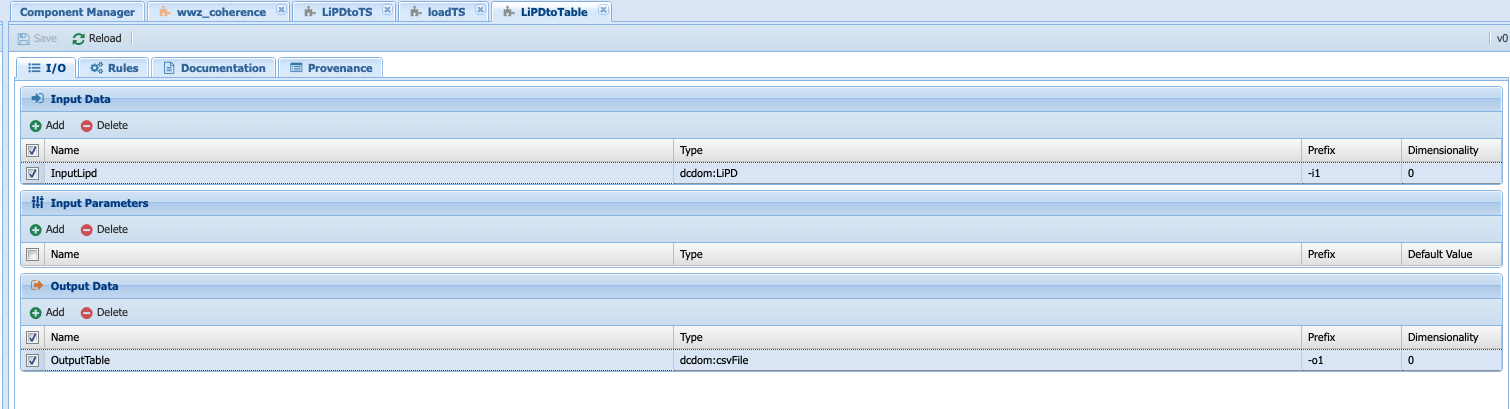 Component Manager wwz_coherence LiPDtoTS loadTS LiPDtoTable
Save Reload v0
I/O Rules Documentation Provenance
Input Data
Add Delete
Name Type Prefix Dimensionality
InputLipd dcdom:LiPD -i1 0
Input Parameters
Add Delete
Name Type Prefix Default Value
Output Data
Add Delete
Name Type Prefix Dimensionality
OutputTable dcdom:csvFile -o1 0